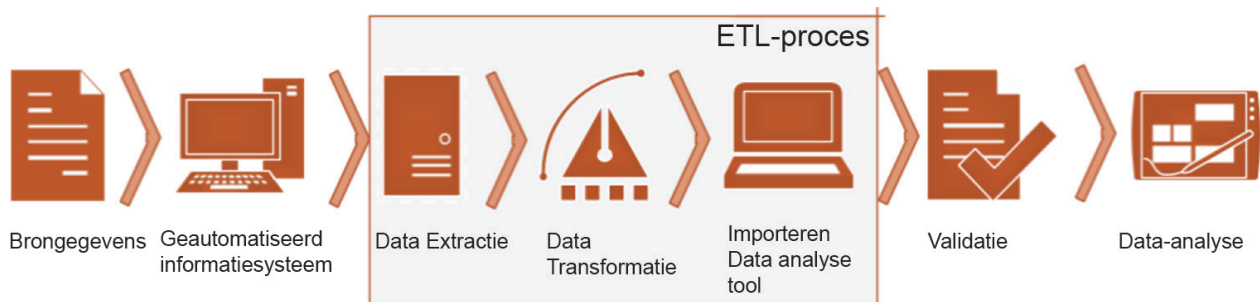 ETL-proces
Brongegevens
Geautomatiseerd
informatiesysteem
Data Extractie
Data
Transformatie
Importeren
Data analyse
tool
Validatie
Data-analyse